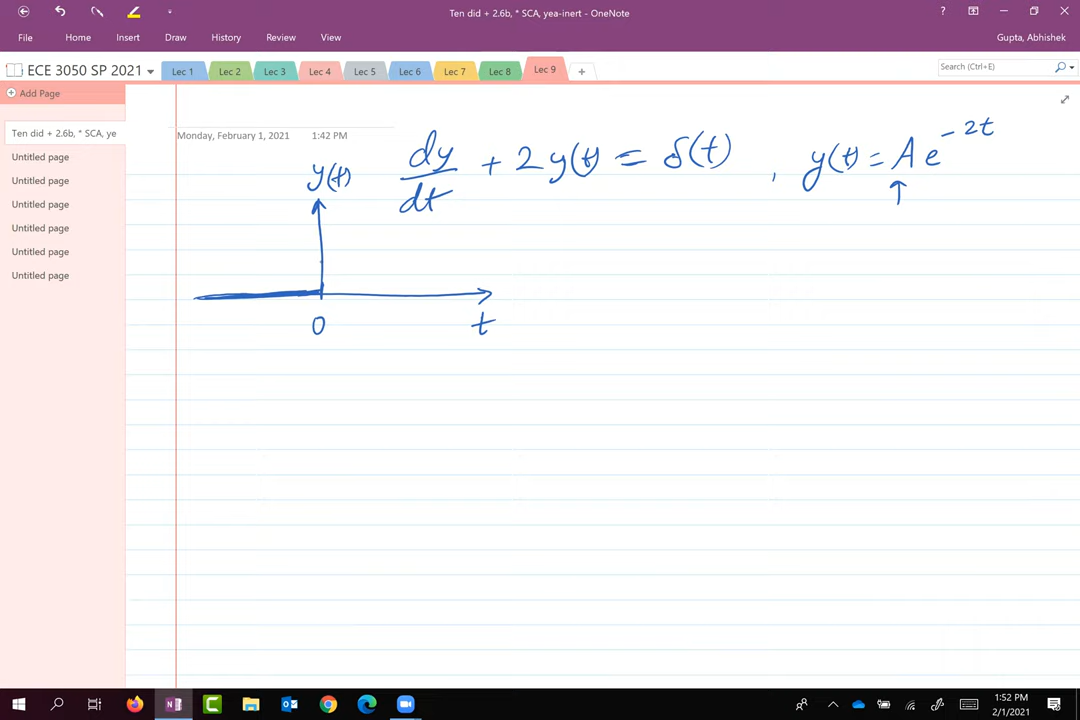 Ten did + 2.6b, * SCA, yea-inert - OneNote
File Home Insert Draw History Review View
Gupta, Abhishek
ECE 3050 SP 2021
Lec 1 Lec 2 Lec 3 Lec 4 Lec 5 Lec 6 Lec 7 Lec 8 Lec 9
Search (Ctrl+E)
Add Page
Ten did + 2.6b, * SCA, ye
Untitled page
Untitled page
Untitled page
Untitled page
Untitled page
Untitled page
Monday, February 1, 2021 1:42 PM
dy/dt + 2y(t) = δ(t) , y(t) = Ae^{-2t}
y(t)
0 t
1:52 PM
2/1/2021